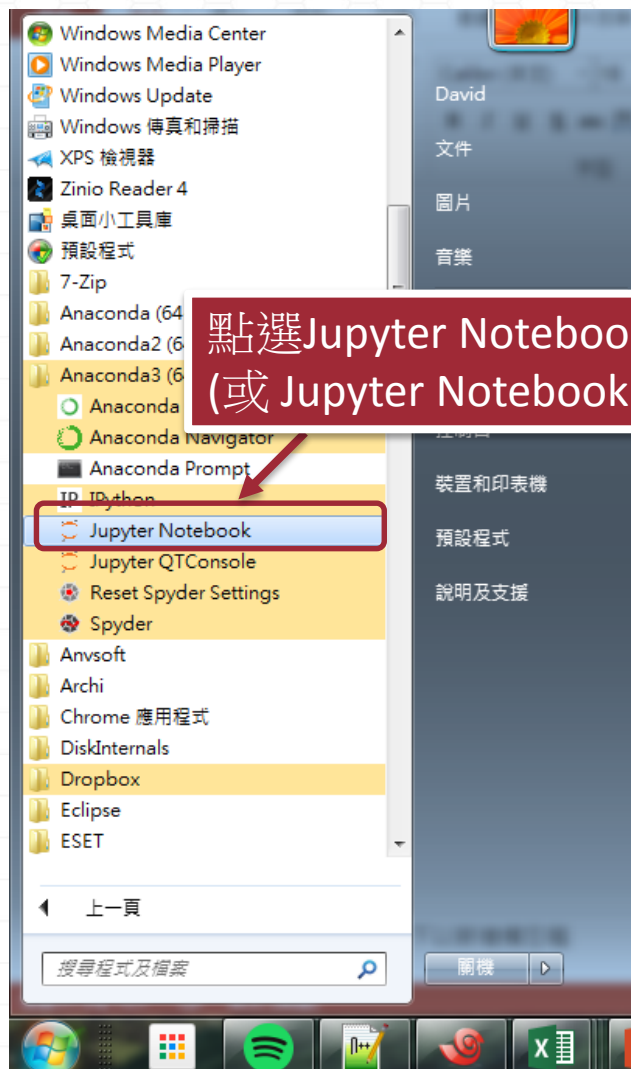 Windows Media Center
Windows Media Player
Windows Update
Windows 傳真和掃描
XPS 檢視器
Zinio Reader 4
桌面小工具庫
預設程式
7-Zip
Anaconda (64
Anaconda2 (6
Anaconda3 (6
Anaconda
Anaconda Navigator
Anaconda Prompt
IP IPython
Jupyter Notebook
Jupyter QTConsole
Reset Spyder Settings
Spyder
Anvsoft
Archi
Chrome 應用程式
DiskInternals
Dropbox
Eclipse
ESET
上一頁
搜尋程式及檔案
David
文件
圖片
音樂
點選Jupyter Noteboo
(或 Jupyter Notebook
裝置和印表機
預設程式
說明及支援
關機